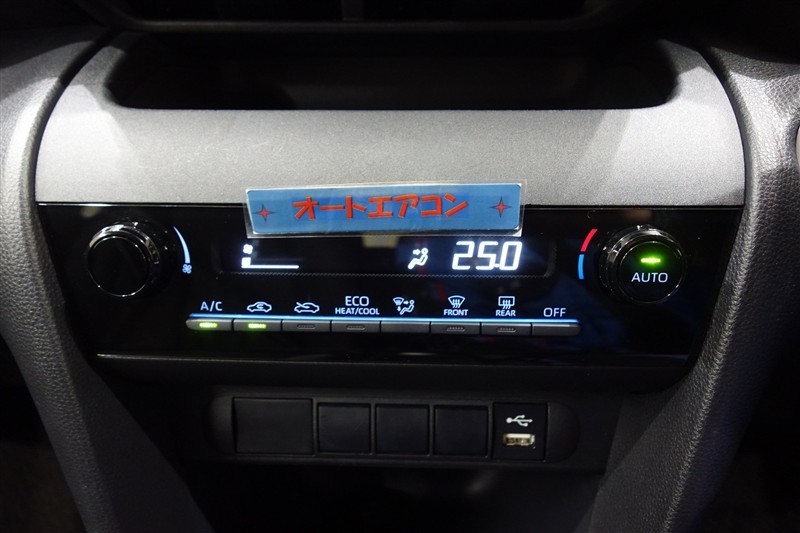 オートエアコン
25.0
AUTO
A/C
ECO
HEAT/COOL
FRONT
REAR
OFF